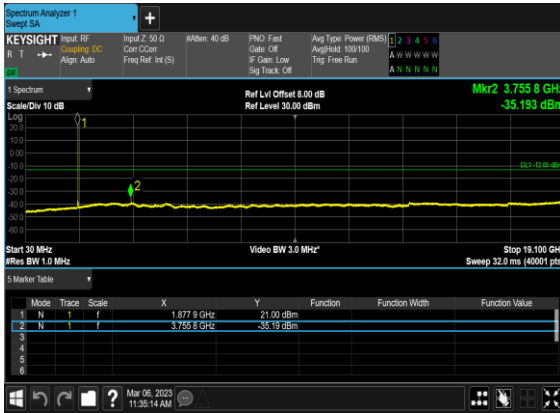 Spectrum Analyzer 1
Swept SA
+
KEYSIGHT Input: RF Input Z: 50 Ω #Atten: 40 dB PNO: Fast Avg Type: Power (RMS) 1 2 3 4 5 6
R T Coupling: DC Corr CCorr Gate: Off Avg|Hold: 100/100 A W W W W W
Align: Auto Freq Ref: Int (S) IF Gain: Low Trig: Free Run
Sig Track: Off A N N N N N
1 Spectrum Ref Lvl Offset 8.00 dB Mkr2 3.755 8 GHz
Scale/Div 10 dB Ref Level 30.00 dBm -35.193 dBm
Log
20.0
10.0
0.00
-10.0
-20.0
-30.0
-40.0
-50.0
-60.0
1
2
DL1 -13.00 dBm
Start 30 MHz Video BW 3.0 MHz* Stop 19.100 GH
#Res BW 1.0 MHz Sweep 32.0 ms (40001 pts
5 Marker Table
Mode Trace Scale X Y Function Function Width Function Value
1 N 1 f 1.877 9 GHz 21.00 dBm
2 N 1 f 3.755 8 GHz -35.19 dBm
3
4
5
6
? Mar 06, 2023
11:35:14 AM